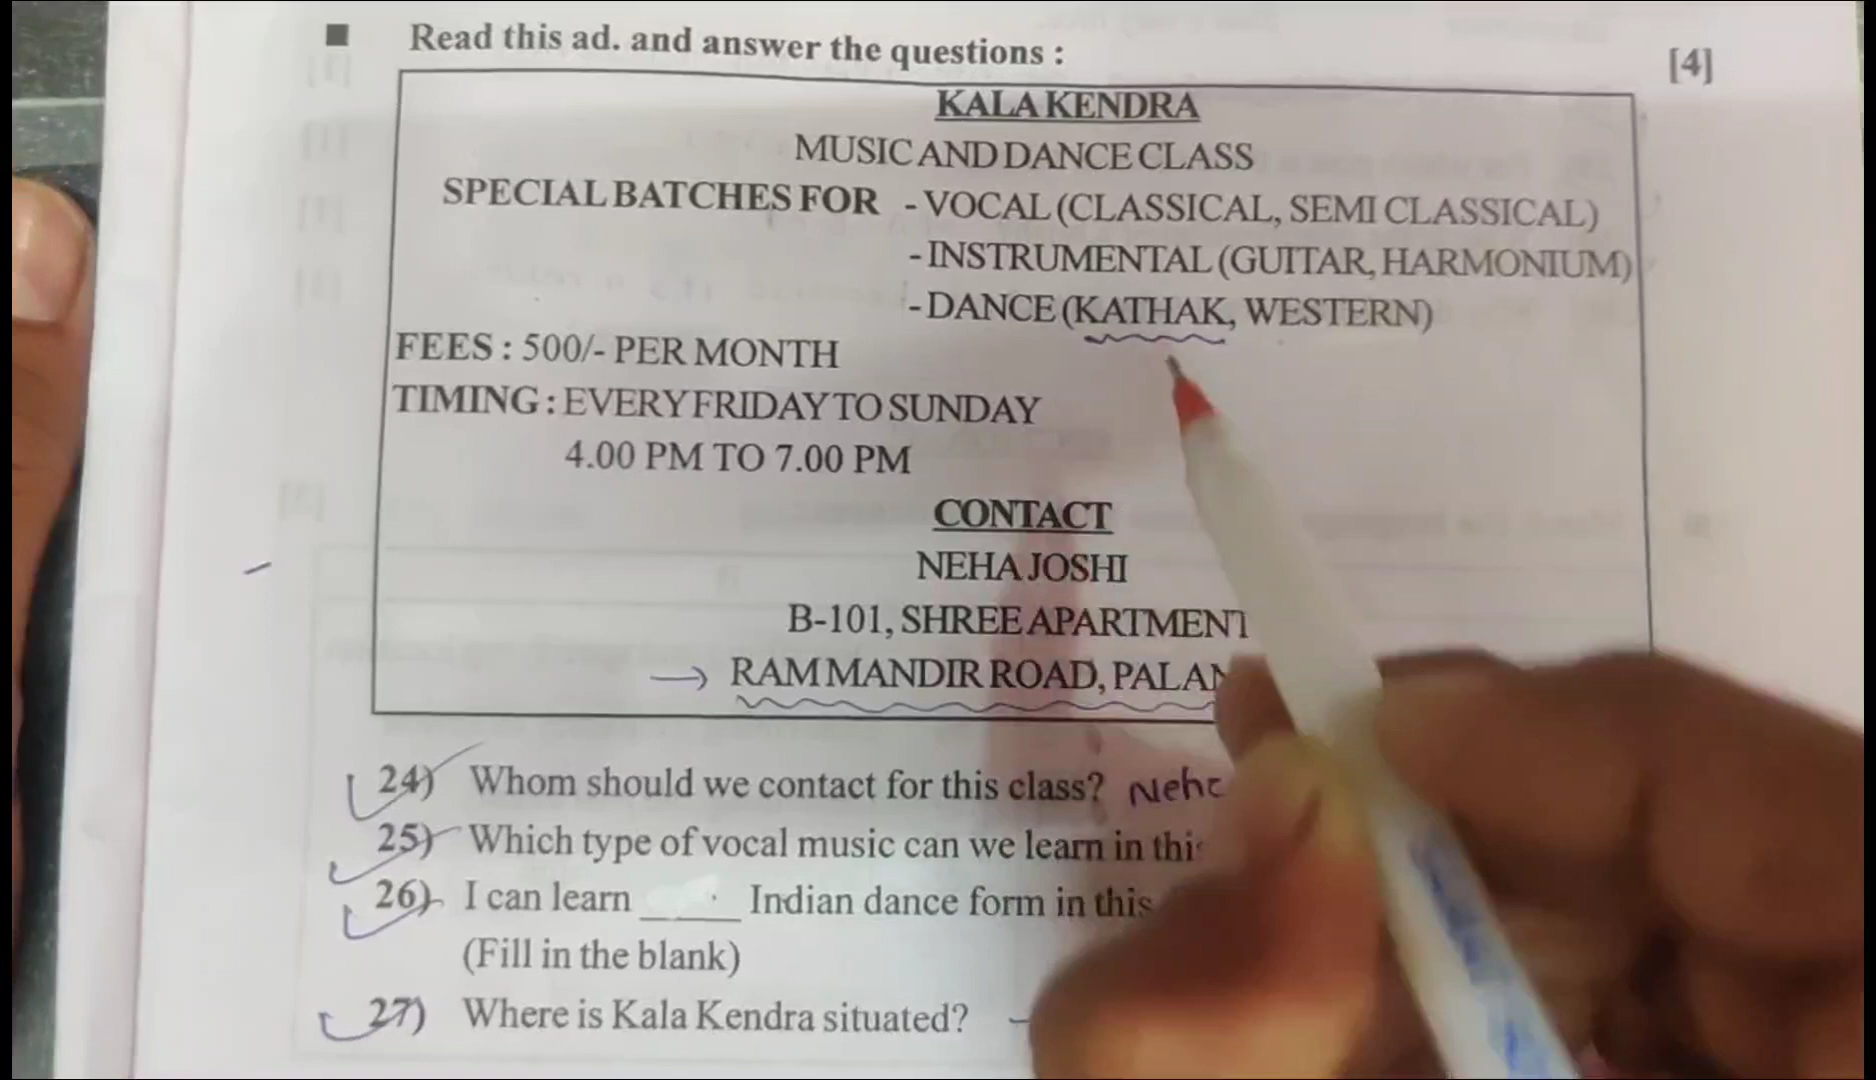 ■ Read this ad. and answer the questions : [4]
KALA KENDRA
MUSIC AND DANCE CLASS
SPECIAL BATCHES FOR - VOCAL (CLASSICAL, SEMI CLASSICAL)
- INSTRUMENTAL (GUITAR, HARMONIUM)
- DANCE (KATHAK, WESTERN)
FEES : 500/- PER MONTH
TIMING : EVERY FRIDAY TO SUNDAY
4.00 PM TO 7.00 PM
CONTACT
NEHA JOSHI
B-101, SHREE APARTMENT
RAM MANDIR ROAD,
24) Whom should we contact for this class?
25) Which type of vocal music can we learn in
26) I can learn _____ Indian dance form in this
(Fill in the blank)
27) Where is Kala Kendra situated?